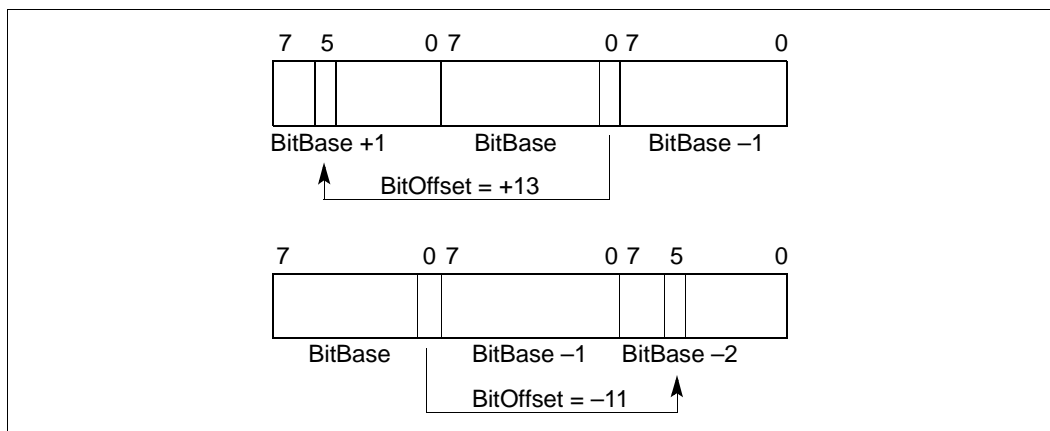 7 5 0 7 0 7 0
BitBase +1 BitBase BitBase –1
BitOffset = +13
7 0 7 0 7 5 0
BitBase BitBase –1 BitBase –2
BitOffset = –11